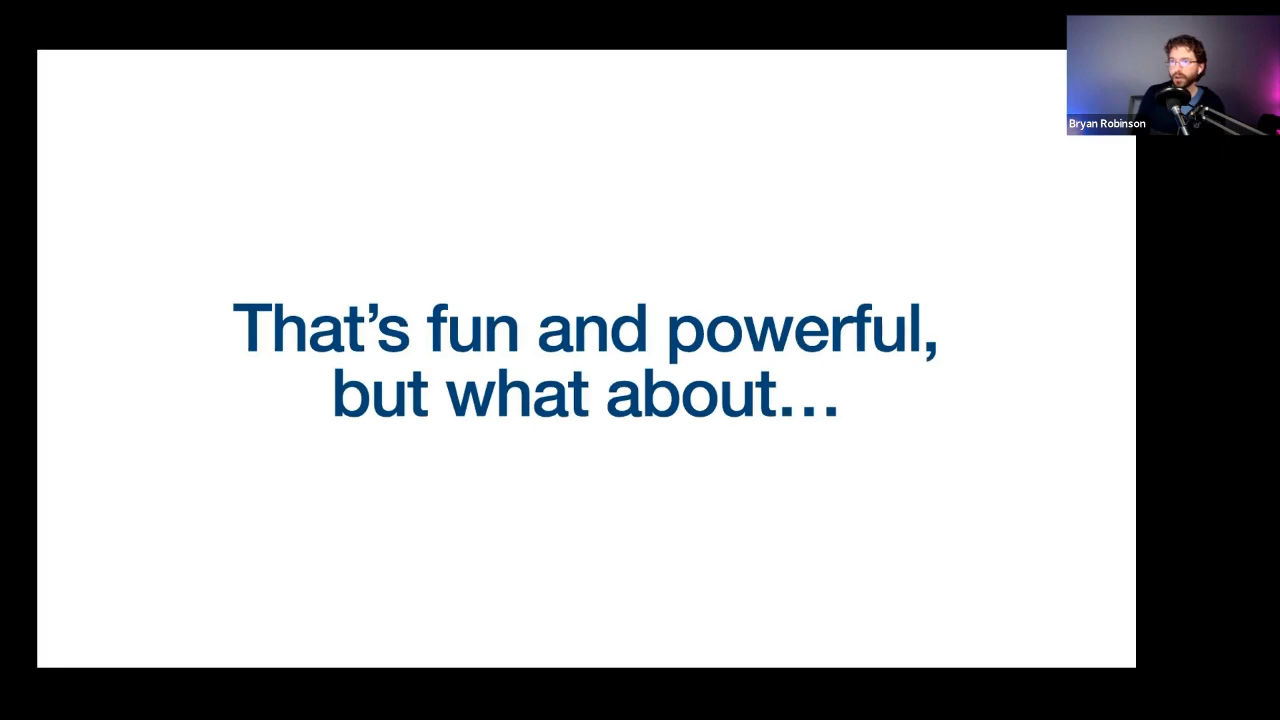 Bryan Robinson
That’s fun and powerful,
but what about…